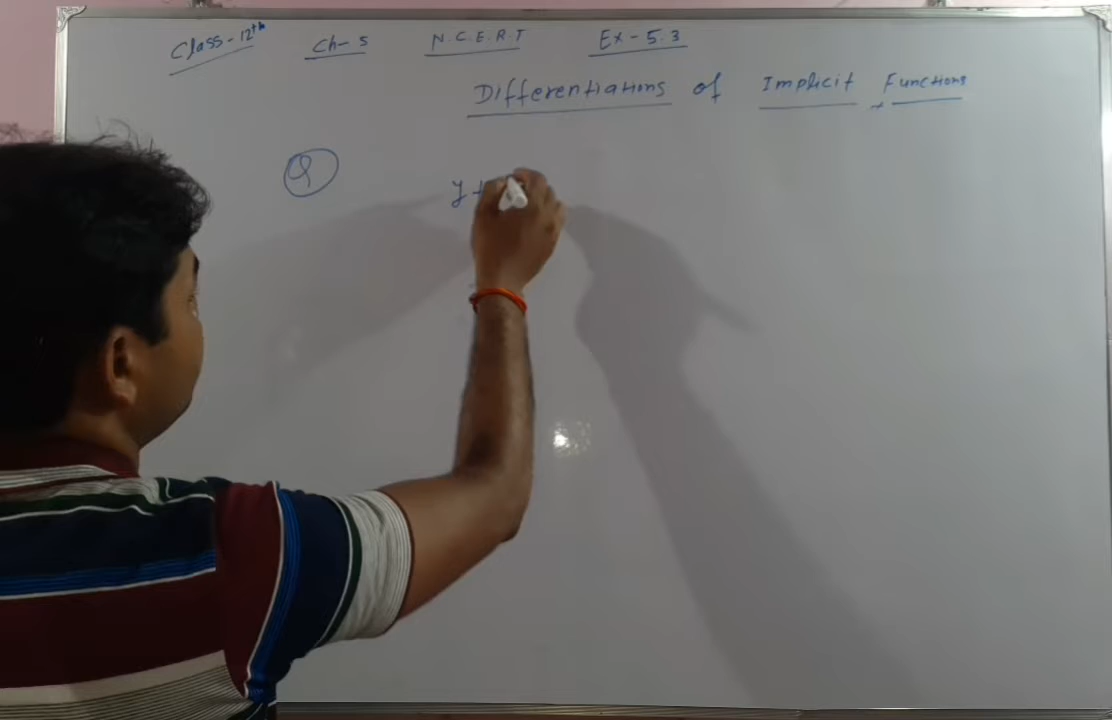 Class-12th Ch-5 N.C.E.R.T Ex-5.3
Differentiations of Implicit Functions
Q
y+